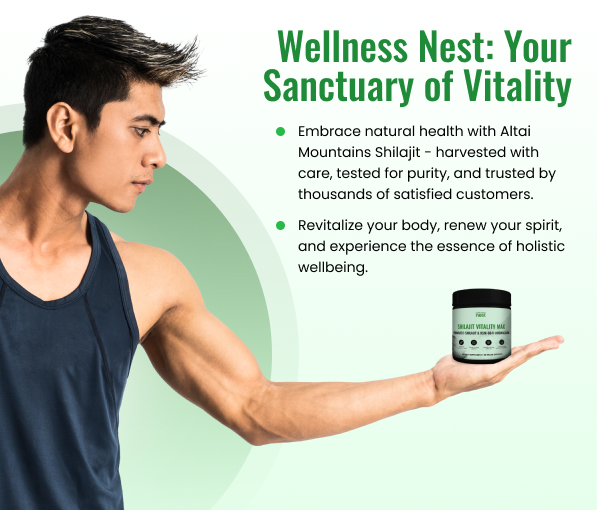 Wellness Nest: Your
Sanctuary of Vitality
Embrace natural health with Altai
Mountains Shilajit - harvested with
care, tested for purity, and trusted by
thousands of satisfied customers.
Revitalize your body, renew your spirit,
and experience the essence of holistic
wellbeing.
SHILAJIT VITALITY MAX